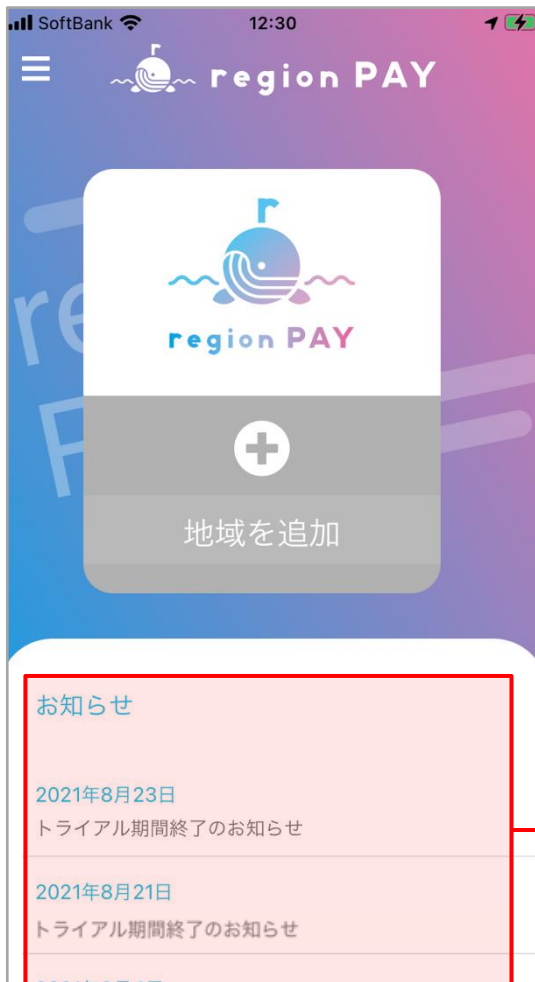 SoftBank 12:30
region PAY
r
region PAY
地域を追加
お知らせ
2021年8月23日
トライアル期間終了のお知らせ
2021年8月21日
トライアル期間終了のお知らせ